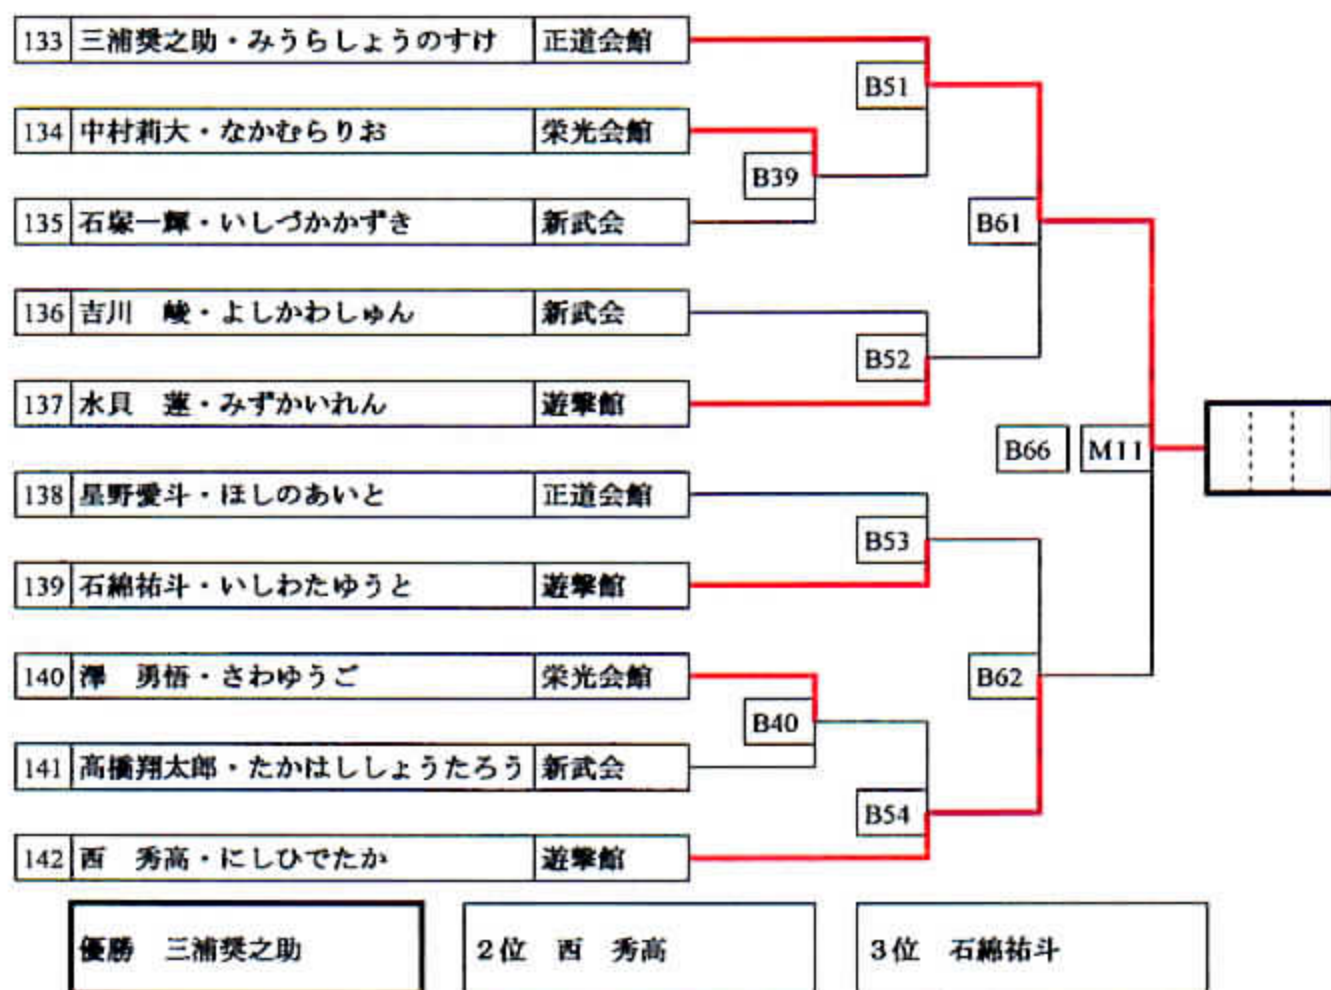 133 三浦奨之助・みうらしょうのすけ 正道会館
B51
134 中村莉大・なかむらりお 栄光会館
B39
135 石塚一輝・いしづかかずき 新武会
B61
136 吉川 峻・よしかわしゅん 新武会
B52
137 水貝 蓮・みずかいれん 遊撃館
B66 M11
138 星野愛斗・ほしのあいと 正道会館
B53
139 石綿祐斗・いしわたゆうと 遊撃館
140 澤 勇悟・さわゆうご 栄光会館
B62
B40
141 高橋翔太郎・たかはししょうたろう 新武会
B54
142 西 秀高・にしひでたか 遊撃館
優勝 三浦奨之助
2位 西 秀高
3位 石綿祐斗